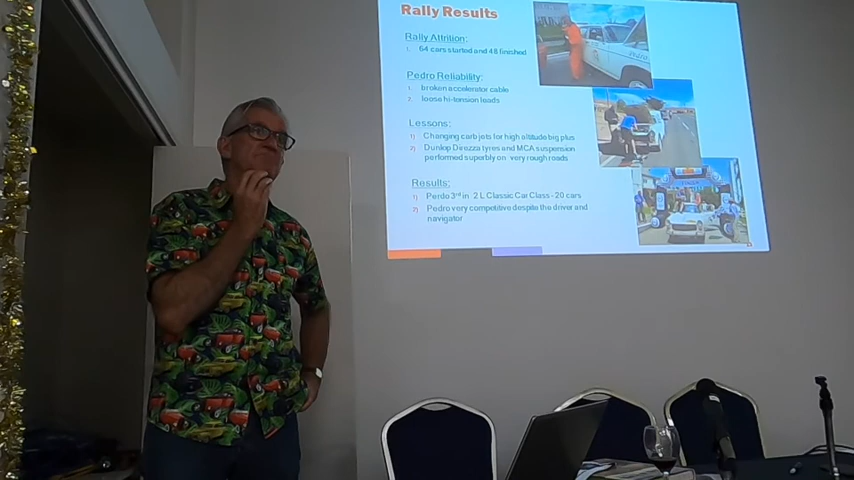 Rally Results
Rally Attrition:
1. 64 cars started and 48 finished
Pedro Reliability:
1. broken accelerator cable
2. loose hi-tension leads
Lessons:
1) Changing carb jets for high altitude big plus
2) Dunlop Direzza tyres and MCA suspension
performed superbly on very rough roads
Results:
1) Perdo 3rd in 2 L Classic Car Class - 20 cars
2) Pedro very competitive despite the driver and
navigator